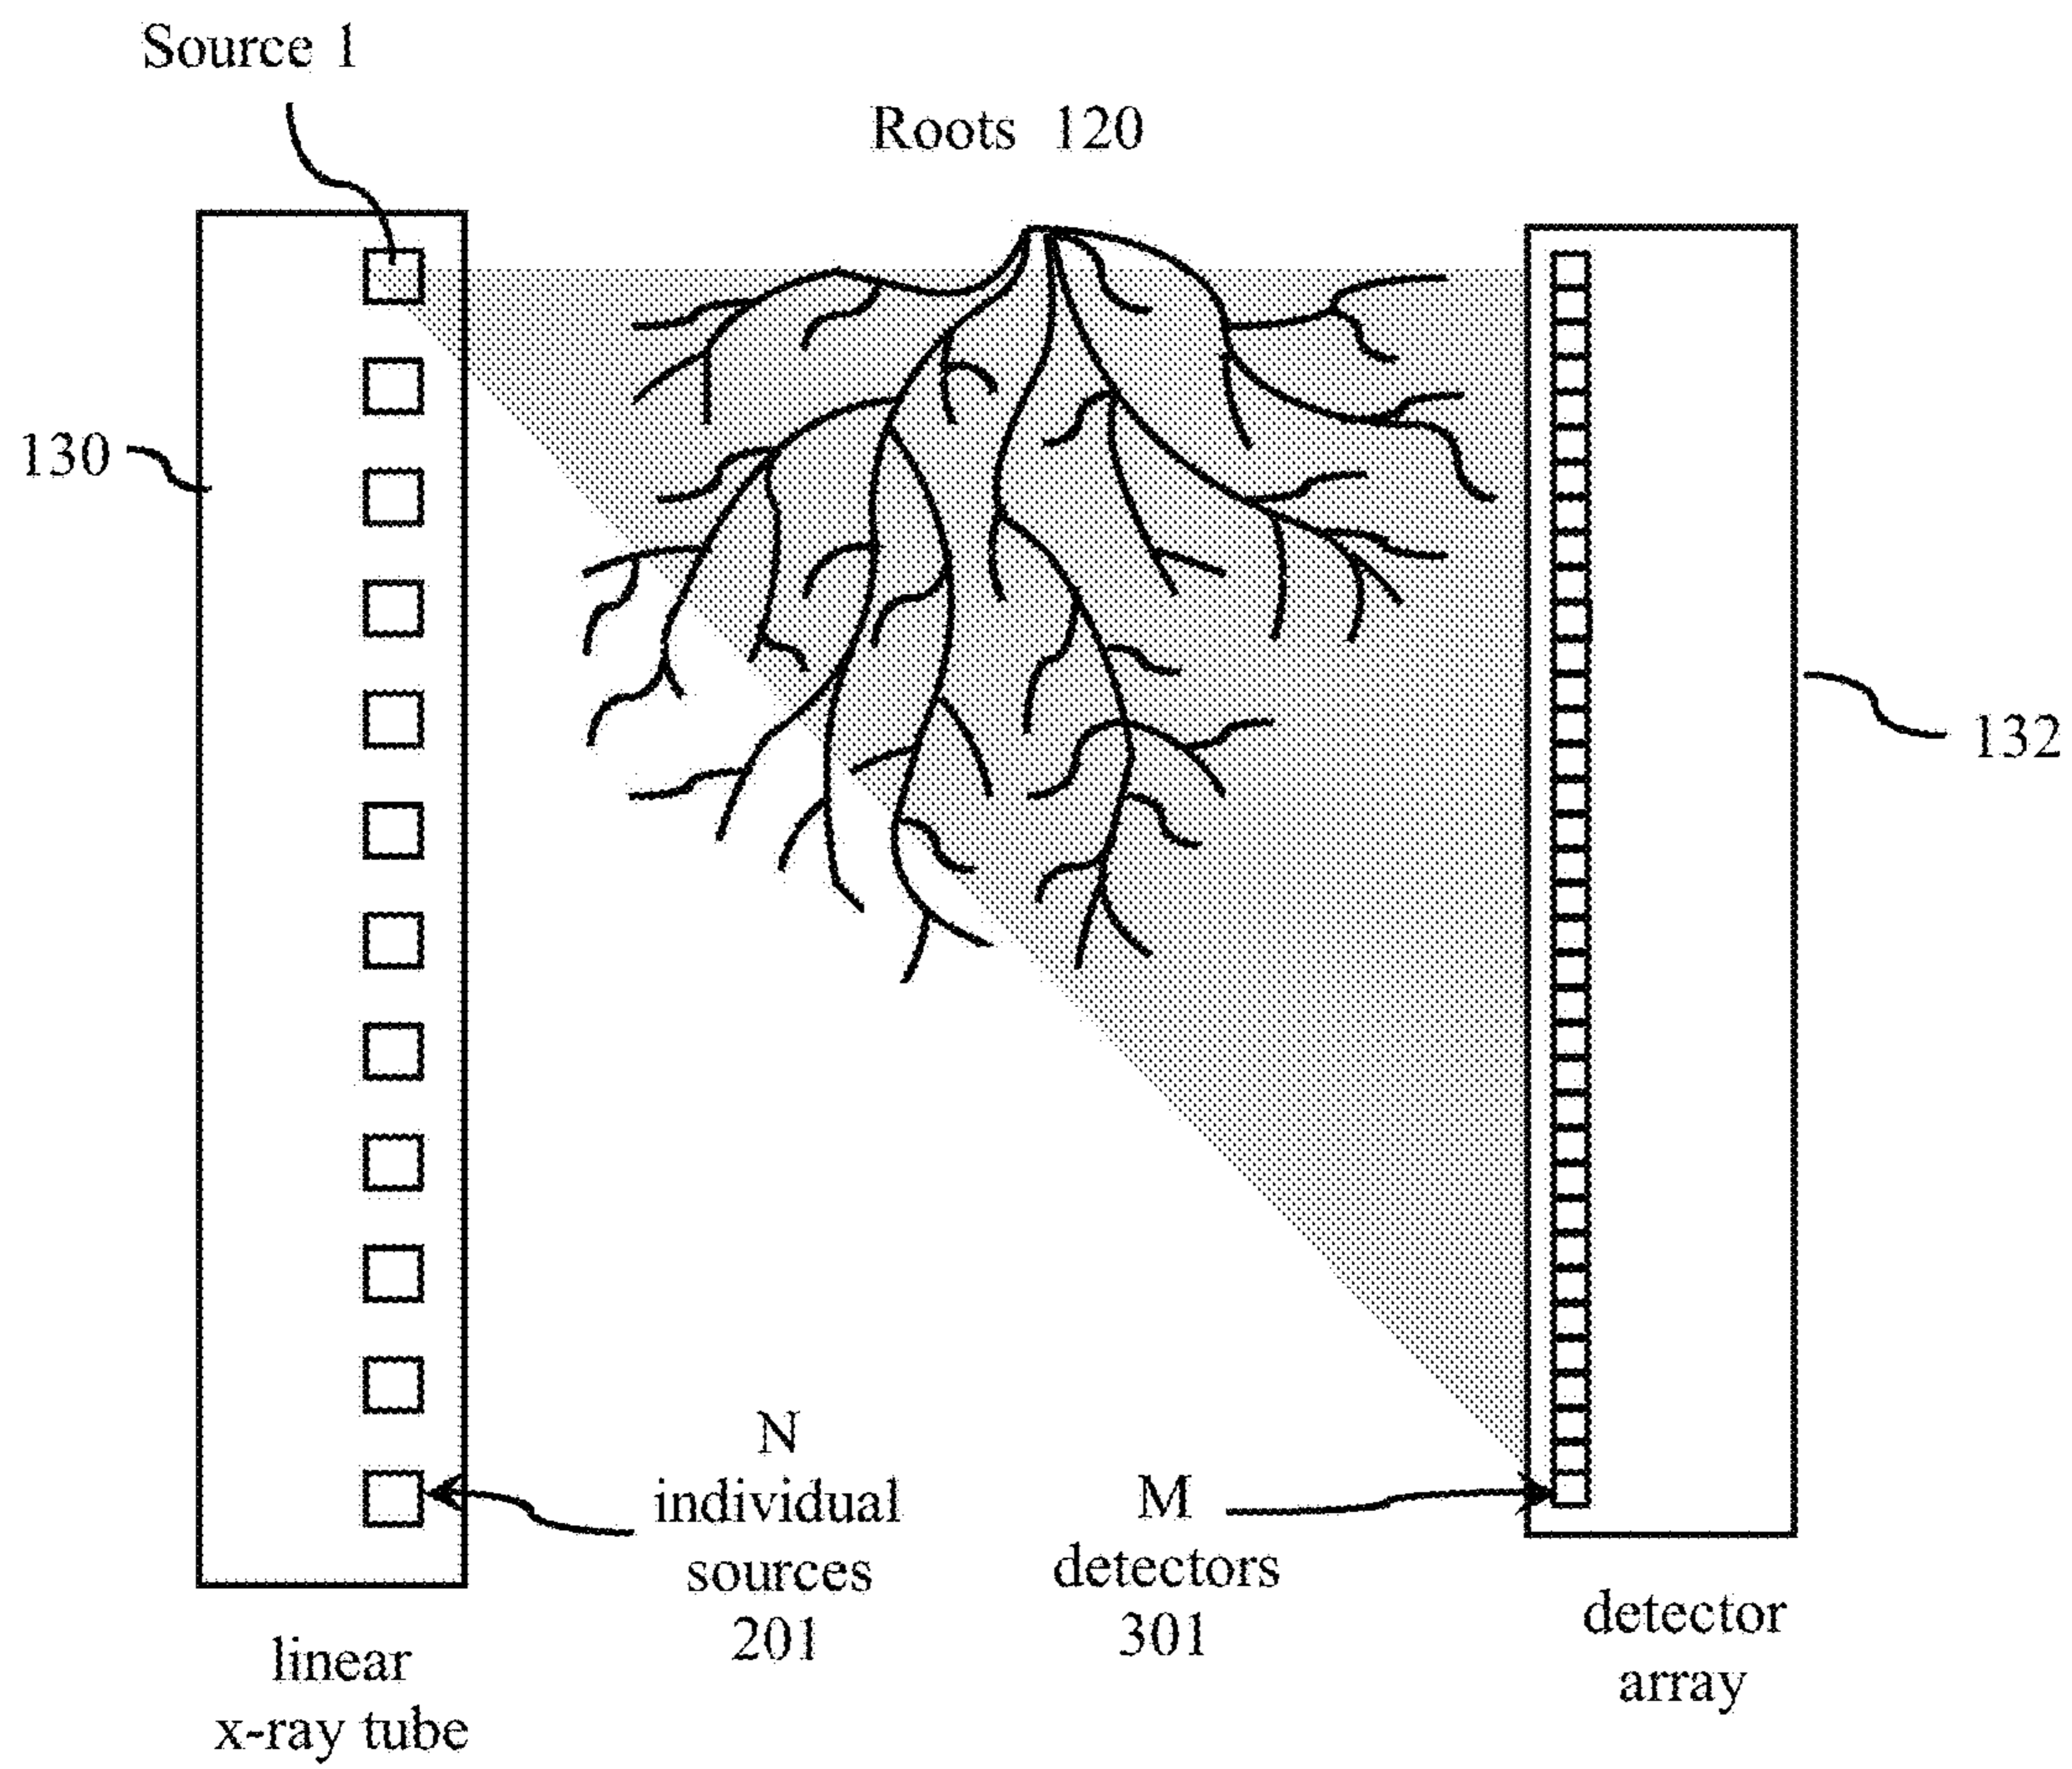 Source 1
Roots 120
130
132
N
individual
sources
201
M
detectors
301
linear
x-ray tube
detector
array